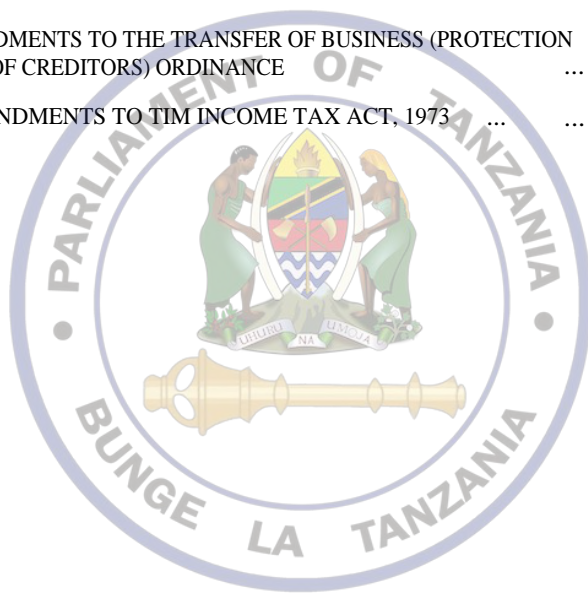 DMENTS TO THE TRANSFER OF BUSINESS (PROTECTION
OF CREDITORS) ORDINANCE ...
NDMENTS TO TIM INCOME TAX ACT, 1973 ... ...
PARLIAMENT OF TANZANIA
UHURU NA UMOJA
BUNGE LA TANZANIA